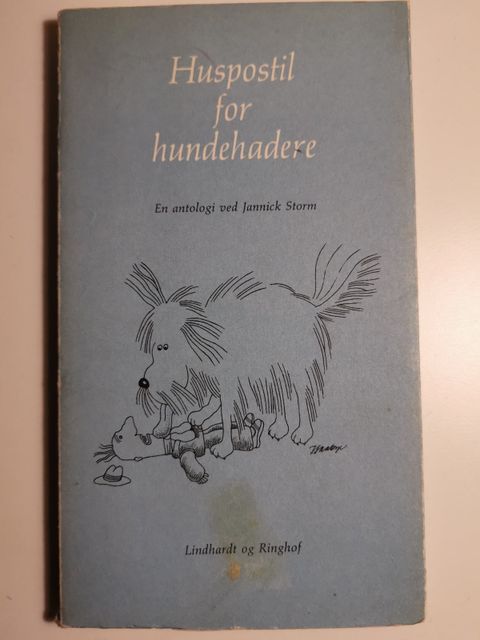 Huspostil
for
hundehadere
En antologi ved Jannick Storm
Lindhardt og Ringhof